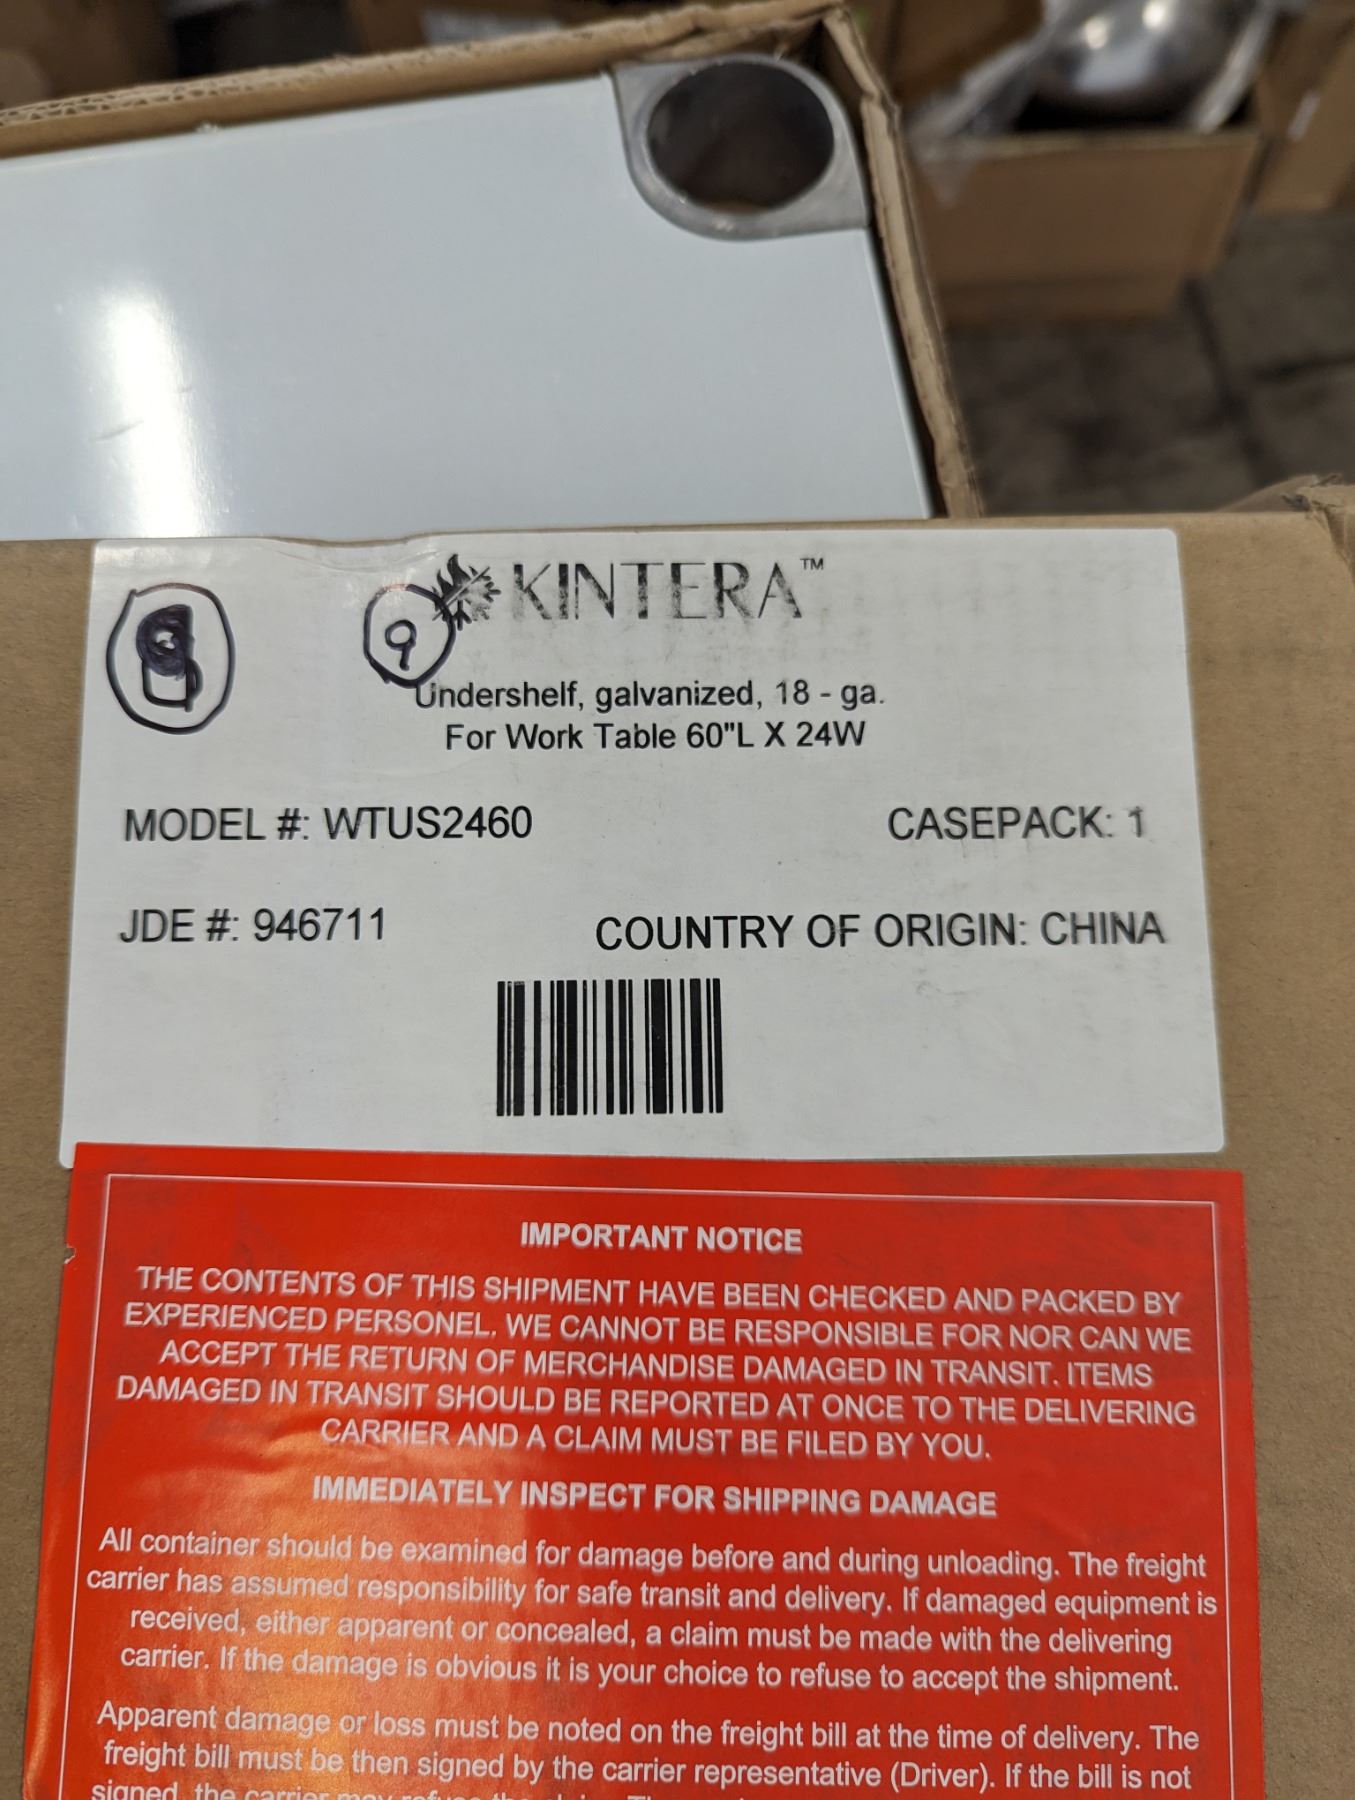 9 KINTERA™
Undershelf, galvanized, 18 - ga.
For Work Table 60"L X 24W
MODEL #: WTUS2460 CASEPACK: 1
JDE #: 946711 COUNTRY OF ORIGIN: CHINA
IMPORTANT NOTICE
THE CONTENTS OF THIS SHIPMENT HAVE BEEN CHECKED AND PACKED BY
EXPERIENCED PERSONEL. WE CANNOT BE RESPONSIBLE FOR NOR CAN WE
ACCEPT THE RETURN OF MERCHANDISE DAMAGED IN TRANSIT. ITEMS
DAMAGED IN TRANSIT SHOULD BE REPORTED AT ONCE TO THE DELIVERING
CARRIER AND A CLAIM MUST BE FILED BY YOU.
IMMEDIATELY INSPECT FOR SHIPPING DAMAGE
All container should be examined for damage before and during unloading. The freight
carrier has assumed responsibility for safe transit and delivery. If damaged equipment is
received, either apparent or concealed, a claim must be made with the delivering
carrier. If the damage is obvious it is your choice to refuse to accept the shipment.
Apparent damage or loss must be noted on the freight bill at the time of delivery. The
freight bill must be then signed by the carrier representative (Driver). If the bill is not
signed, the carrier may refuse the